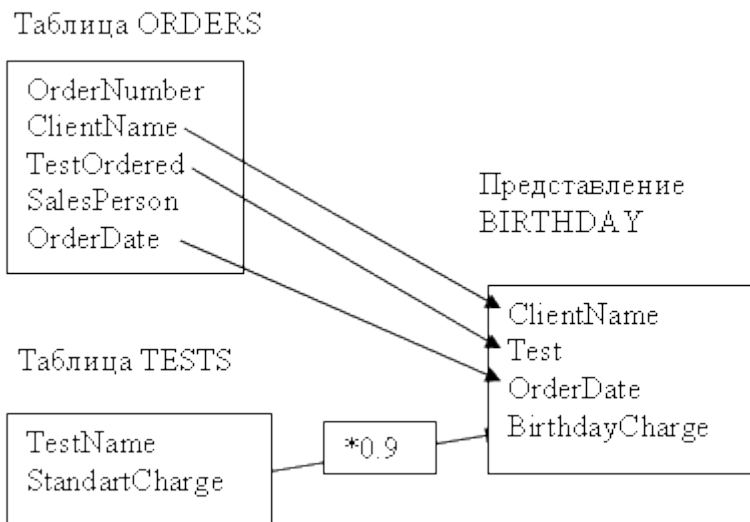 Таблица ORDERS
OrderNumber
ClientName
TestOrdered
SalesPerson
OrderDate
Представление
BIRTHDAY
ClientName
Test
OrderDate
BirthdayCharge
Таблица TESTS
TestName
StandartCharge
*0.9